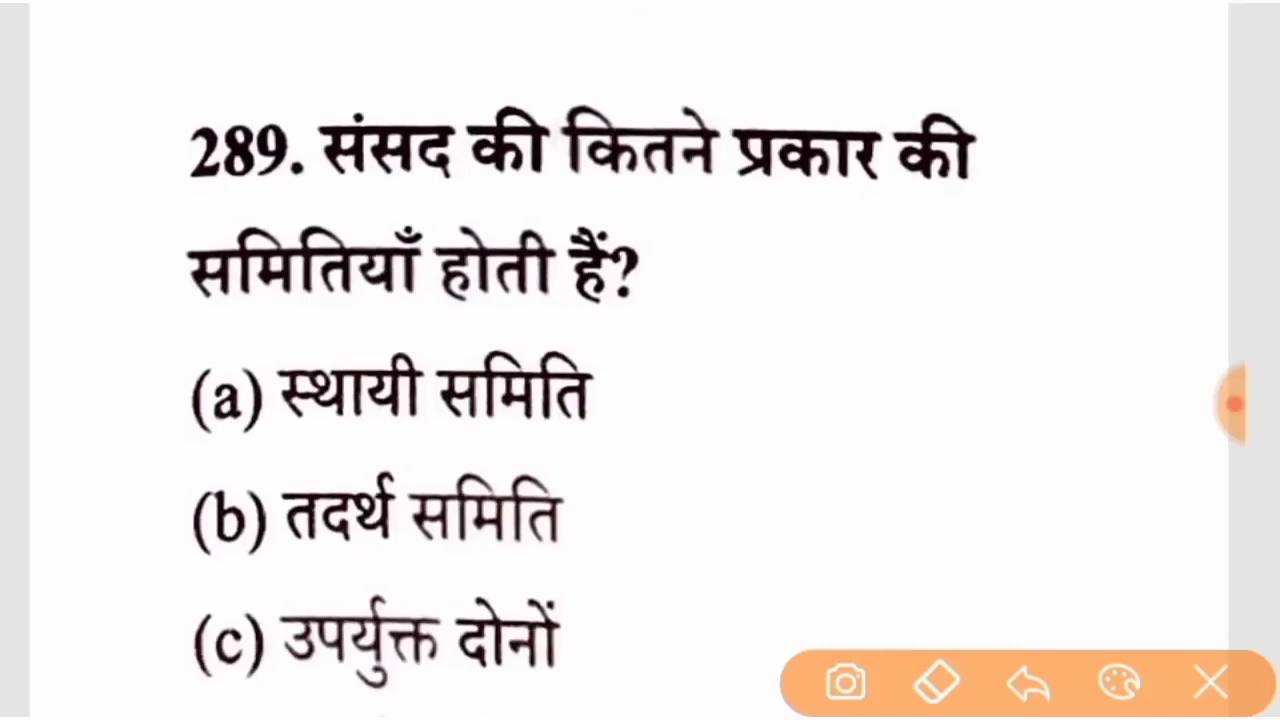 289. संसद की कितने प्रकार की
समितियाँ होती हैं?
(a) स्थायी समिति
(b) तदर्थ समिति
(c) उपर्युक्त दोनों